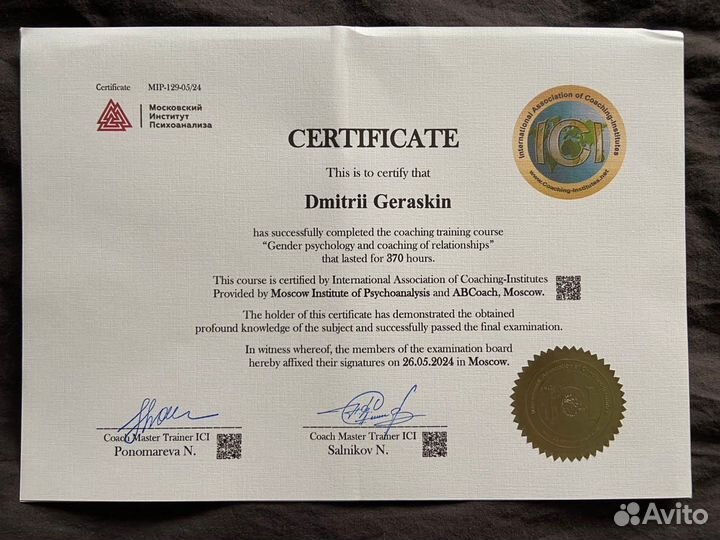 Certificate MIP-129-05/24
Московский
Институт
Психоанализа
International Association of Coaching-Institutes
ICI
www.Coaching-Institutes.net
CERTIFICATE
This is to certify that
Dmitrii Geraskin
has successfully completed the coaching training course
“Gender psychology and coaching of relationships”
that lasted for 370 hours.
This course is certified by International Association of Coaching-Institutes
Provided by Moscow Institute of Psychoanalysis and ABCoach, Moscow.
The holder of this certificate has demonstrated the obtained
profound knowledge of the subject and successfully passed the final examination.
In witness whereof, the members of the examination board
hereby affixed their signatures on 26.05.2024 in Moscow.
Coach Master Trainer ICI
Ponomareva N.
Coach Master Trainer ICI
Salnikov N.
Avito